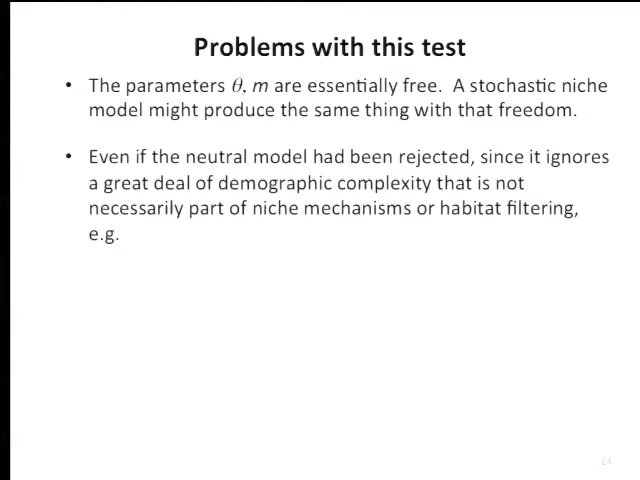 Problems with this test
• The parameters θ, m are essentially free. A stochastic niche
model might produce the same thing with that freedom.
• Even if the neutral model had been rejected, since it ignores
a great deal of demographic complexity that is not
necessarily part of niche mechanisms or habitat filtering,
e.g.
14